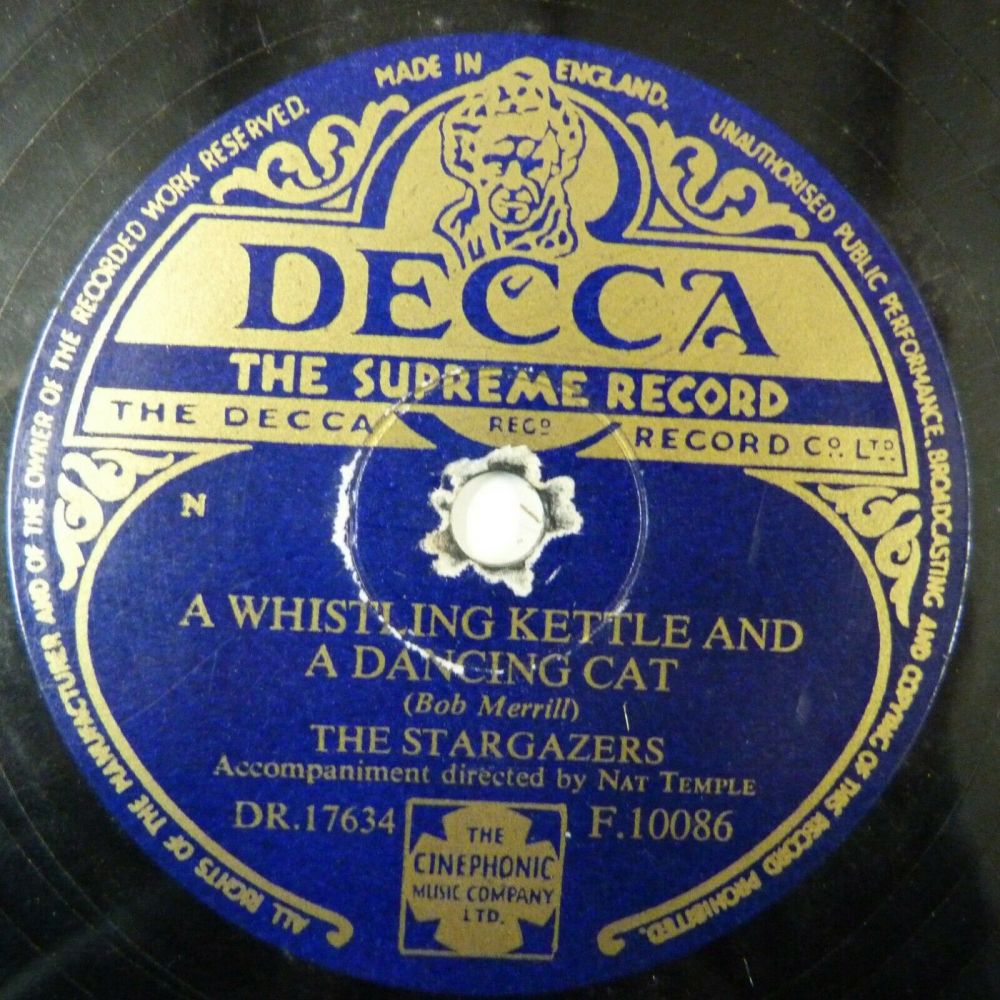 ALL RIGHTS OF THE MANUFACTURER AND OF THE OWNER OF THE RECORDED WORK RESERVED.
MADE IN ENGLAND.
UNAUTHORISED PUBLIC PERFORMANCE, BROADCASTING AND COPYING OF THIS RECORD PROHIBITED.
DECCA
THE SUPREME RECORD
THE DECCA REGD RECORD CO. LTD.
N
A WHISTLING KETTLE AND
A DANCING CAT
(Bob Merrill)
THE STARGAZERS
Accompaniment directed by NAT TEMPLE
DR.17634 F.10086
THE
CINEPHONIC
MUSIC COMPANY
LTD.